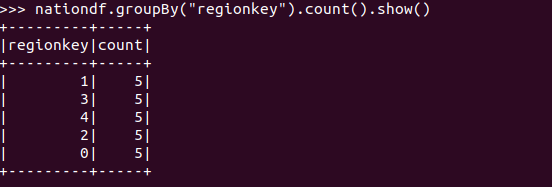 >>> nationdf.groupBy("regionkey").count().show()
+---------+-----+
|regionkey|count|
+---------+-----+
|        1|    5|
|        3|    5|
|        4|    5|
|        2|    5|
|        0|    5|
+---------+-----+